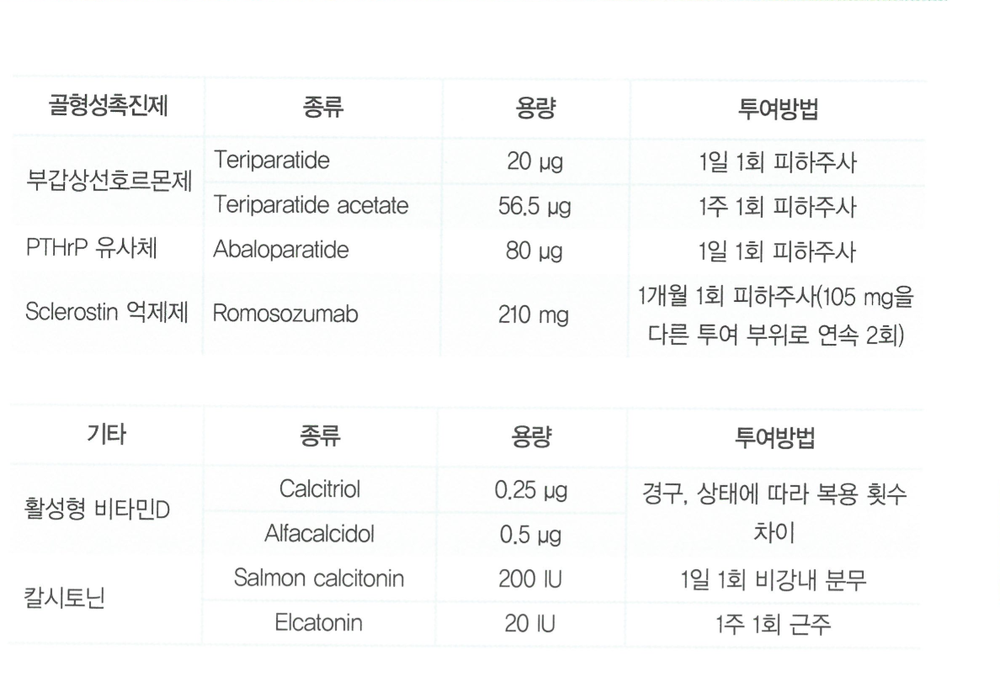 골형성촉진제 종류 용량 투여방법
부갑상선호르몬제 Teriparatide 20 μg 1일 1회 피하주사
Teriparatide acetate 56.5 μg 1주 1회 피하주사
PTHrP 유사체 Abaloparatide 80 μg 1일 1회 피하주사
Sclerostin 억제제 Romosozumab 210 mg 1개월 1회 피하주사(105 mg을
다른 투여 부위로 연속 2회)
기타 종류 용량 투여방법
활성형 비타민D Calcitriol 0.25 μg 경구, 상태에 따라 복용 횟수
차이
Alfacalcidol 0.5 μg
칼시토닌 Salmon calcitonin 200 IU 1일 1회 비강내 분무
Elcatonin 20 IU 1주 1회 근주